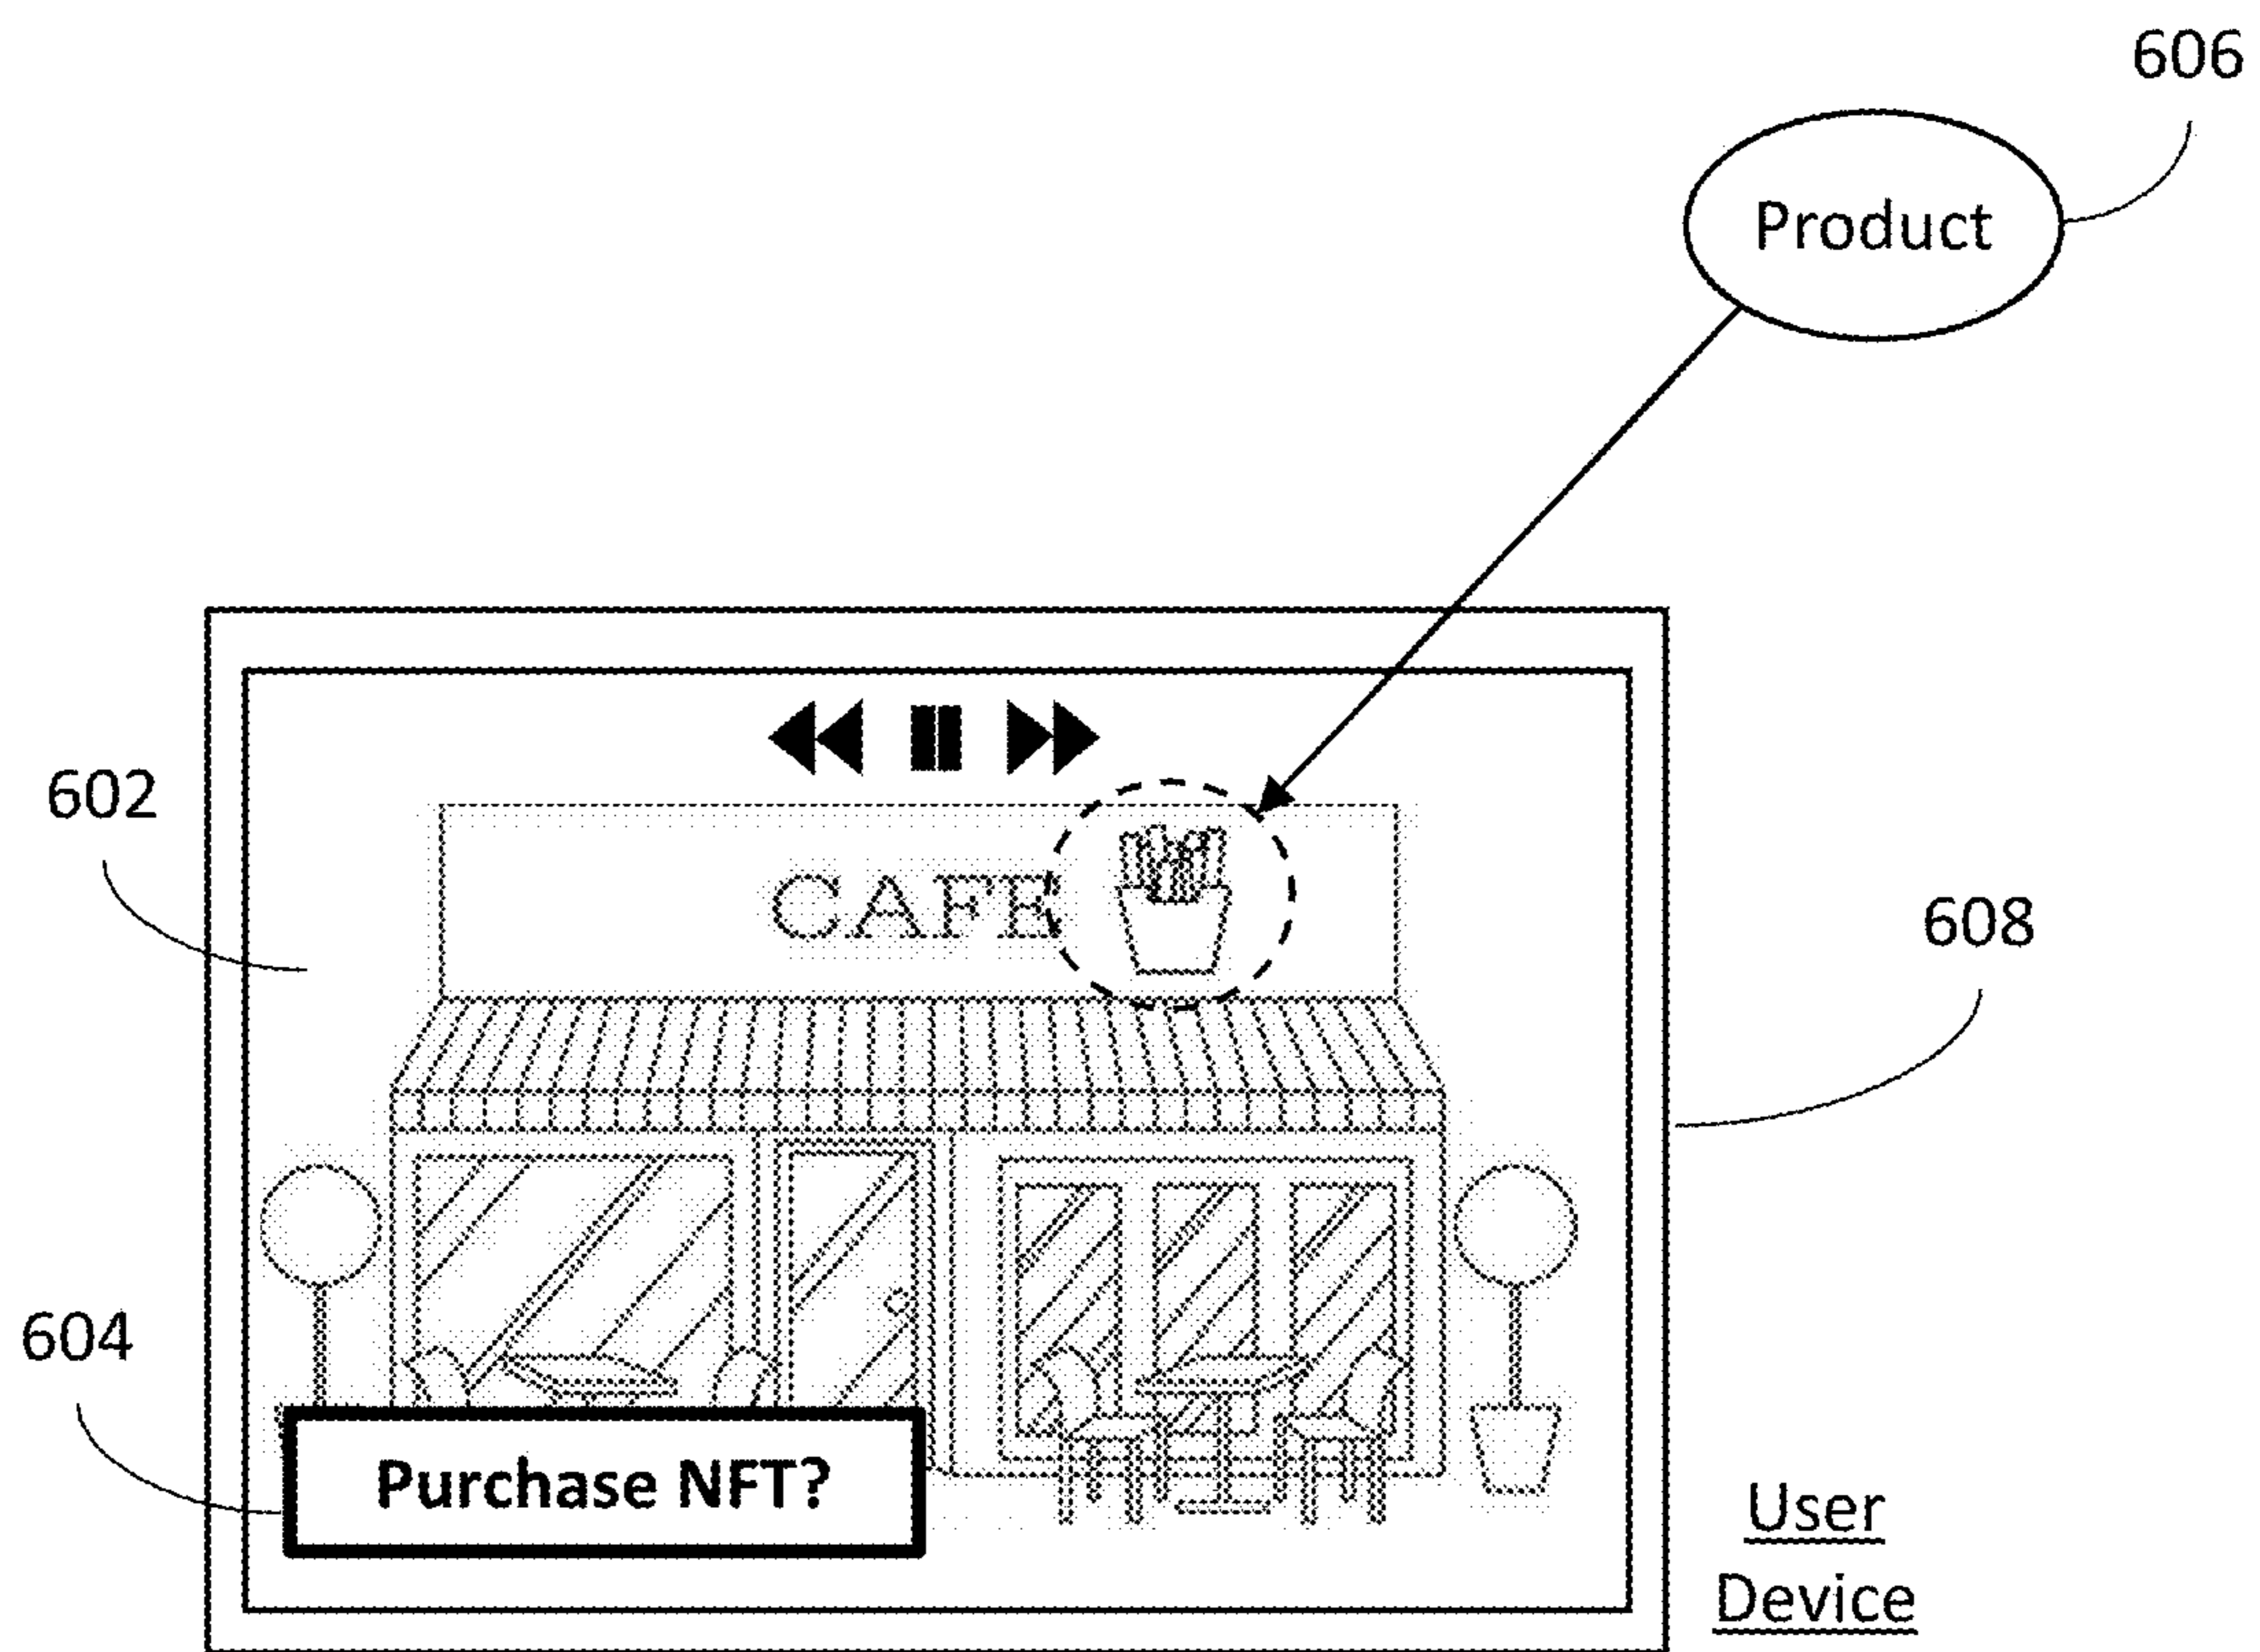 606
Product
602
CAFE
608
604
Purchase NFT?
User
Device